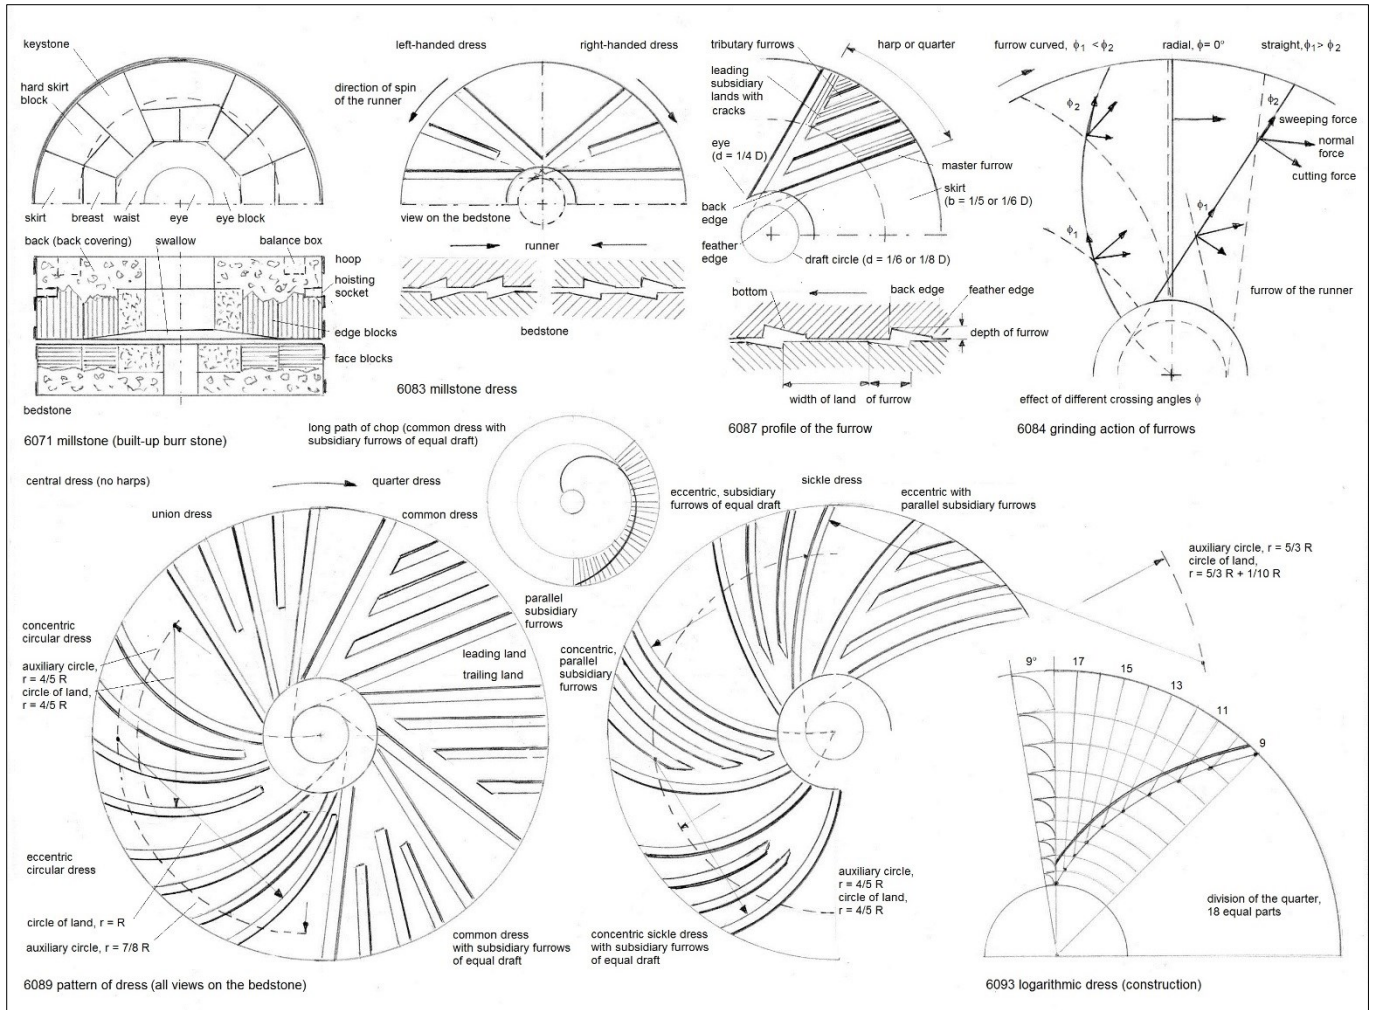 keystone
hard skirt
block
skirt
breast
waist
eye
eye block
back (back covering)
swallow
balance box
hoop
hoisting
socket
edge blocks
face blocks
bedstone
6071 millstone (built-up burr stone)
left-handed dress
right-handed dress
direction of spin
of the runner
view on the bedstone
runner
bedstone
6083 millstone dress
tributary furrows
harp or quarter
leading
subsidiary
lands with
cracks
eye
(d = 1/4 D)
master furrow
skirt
(b = 1/5 or 1/6 D)
back
edge
feather
edge
draft circle (d = 1/6 or 1/8 D)
bottom
back edge
feather edge
depth of furrow
width of land
of furrow
6087 profile of the furrow
furrow curved, ϕ1 < ϕ2
radial, ϕ= 0°
straight,ϕ1> ϕ2
ϕ2
ϕ2
sweeping force
normal
force
cutting force
ϕ1
ϕ1
furrow of the runner
effect of different crossing angles ϕ
6084 grinding action of furrows
long path of chop (common dress with
subsidiary furrows of equal draft)
parallel
subsidiary
furrows
central dress (no harps)
quarter dress
union dress
common dress
concentric
circular dress
auxiliary circle,
r = 4/5 R
circle of land,
r = 4/5 R
leading land
trailing land
eccentric
circular dress
circle of land, r = R
auxiliary circle, r = 7/8 R
common dress
with subsidiary furrows
of equal draft
6089 pattern of dress (all views on the bedstone)
sickle dress
eccentric, subsidiary
furrows of equal draft
eccentric with
parallel subsidiary furrows
auxiliary circle, r = 5/3 R
circle of land,
r = 5/3 R + 1/10 R
concentric,
parallel
subsidiary
furrows
auxiliary circle,
r = 4/5 R
circle of land,
r = 4/5 R
concentric sickle dress
with subsidiary furrows
of equal draft
9°
17
15
13
11
9
division of the quarter,
18 equal parts
6093 logarithmic dress (construction)